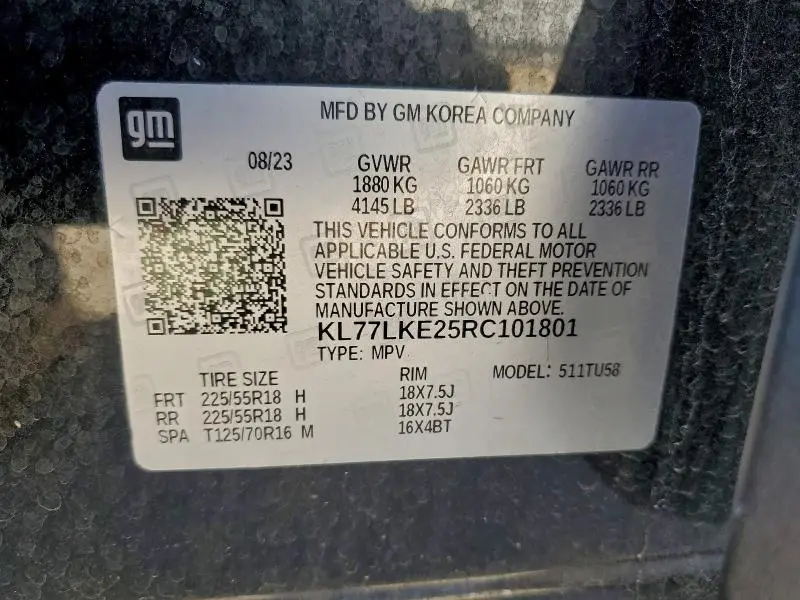 gm
MFD BY GM KOREA COMPANY
08/23 GVWR GAWR FRT GAWR RR
1880 KG 1060 KG 1060 KG
4145 LB 2336 LB 2336 LB
THIS VEHICLE CONFORMS TO ALL
APPLICABLE U.S. FEDERAL MOTOR
VEHICLE SAFETY AND THEFT PREVENTION
STANDARDS IN EFFECT ON THE DATE OF
MANUFACTURE SHOWN ABOVE.
KL77LKE25RC101801
TYPE: MPV
TIRE SIZE RIM MODEL: 511TU58
FRT 225/55R18 H 18X7.5J
RR 225/55R18 H 18X7.5J
SPA T125/70R16 M 16X4BT